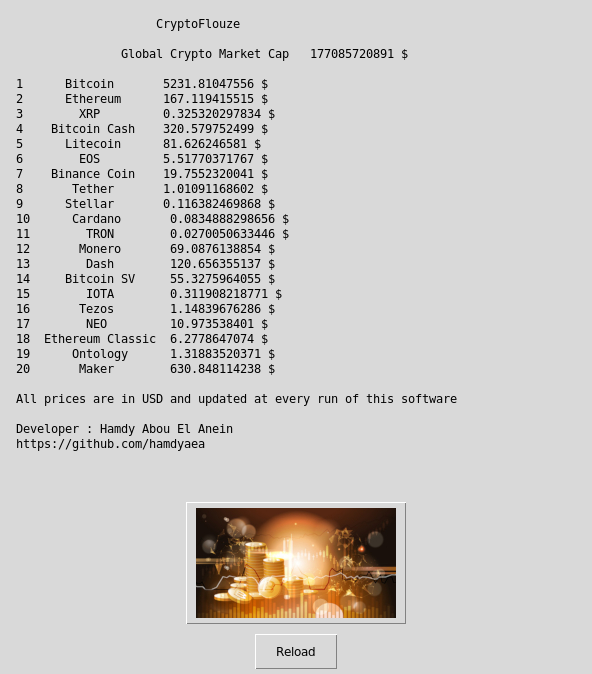 CryptoFlouze
Global Crypto Market Cap 177085720891 $
1 Bitcoin 5231.81047556 $
2 Ethereum 167.119415515 $
3 XRP 0.325320297834 $
4 Bitcoin Cash 320.579752499 $
5 Litecoin 81.626246581 $
6 EOS 5.51770371767 $
7 Binance Coin 19.7552320041 $
8 Tether 1.01091168602 $
9 Stellar 0.116382469868 $
10 Cardano 0.0834888298656 $
11 TRON 0.0270050633446 $
12 Monero 69.0876138854 $
13 Dash 120.656355137 $
14 Bitcoin SV 55.3275964055 $
15 IOTA 0.311908218771 $
16 Tezos 1.14839676286 $
17 NEO 10.973538401 $
18 Ethereum Classic 6.2778647074 $
19 Ontology 1.31883520371 $
20 Maker 630.848114238 $
All prices are in USD and updated at every run of this software
Developer : Hamdy Abou El Anein
https://github.com/hamdyaea
Reload